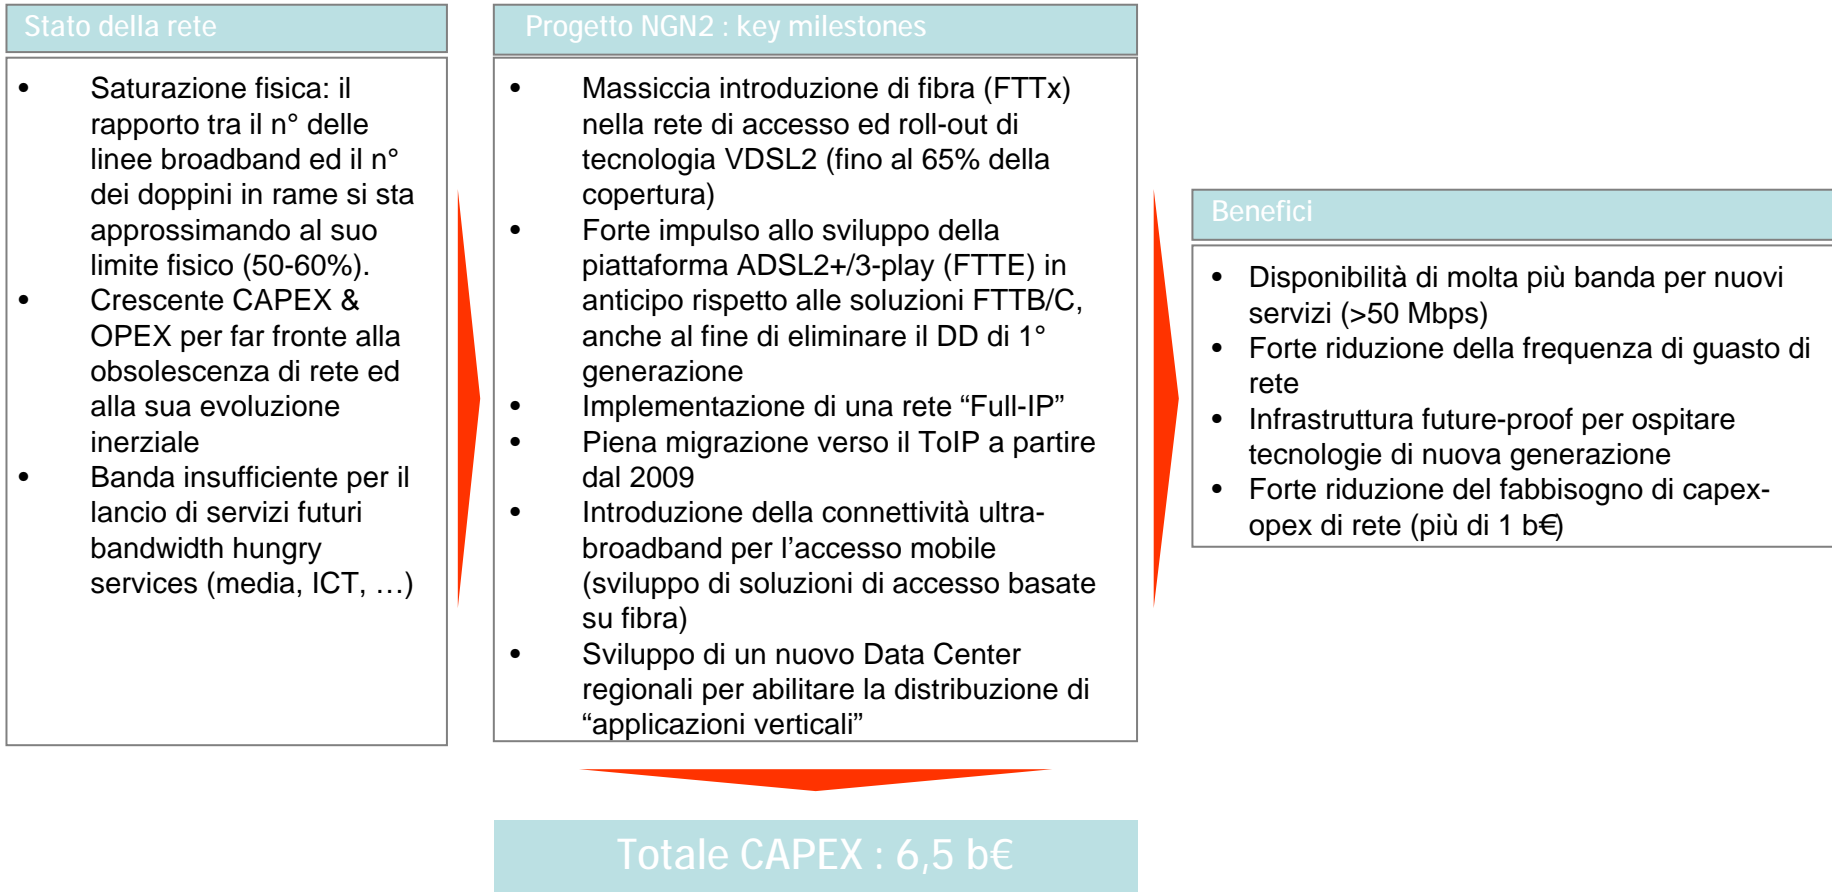 Stato della rete
• Saturazione fisica: il
rapporto tra il n° delle
linee broadband ed il n°
dei doppini in rame si sta
approssimando al suo
limite fisico (50-60%).
• Crescente CAPEX &
OPEX per far fronte alla
obsolescenza di rete ed
alla sua evoluzione
inerziale
• Banda insufficiente per il
lancio di servizi futuri
bandwidth hungry
services (media, ICT, …)
Progetto NGN2 : key milestones
• Massiccia introduzione di fibra (FTTx)
nella rete di accesso ed roll-out di
tecnologia VDSL2 (fino al 65% della
copertura)
• Forte impulso allo sviluppo della
piattaforma ADSL2+/3-play (FTTE) in
anticipo rispetto alle soluzioni FTTB/C,
anche al fine di eliminare il DD di 1°
generazione
• Implementazione di una rete “Full-IP”
• Piena migrazione verso il ToIP a partire
dal 2009
• Introduzione della connettività ultra-
broadband per l’accesso mobile
(sviluppo di soluzioni di accesso basate
su fibra)
• Sviluppo di un nuovo Data Center
regionali per abilitare la distribuzione di
“applicazioni verticali”
Totale CAPEX : 6,5 b€
Benefici
• Disponibilità di molta più banda per nuovi
servizi (>50 Mbps)
• Forte riduzione della frequenza di guasto di
rete
• Infrastruttura future-proof per ospitare
tecnologie di nuova generazione
• Forte riduzione del fabbisogno di capex-
opex di rete (più di 1 b€)